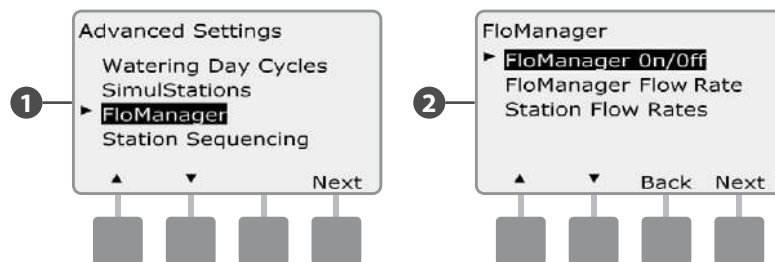 Advanced Settings
Watering Day Cycles
SimulStations
1
► FloManager
Station Sequencing
▲ ▼ Next
FloManager
► FloManager On/Off
FloManager Flow Rate
2
Station Flow Rates
▲ ▼ Back Next